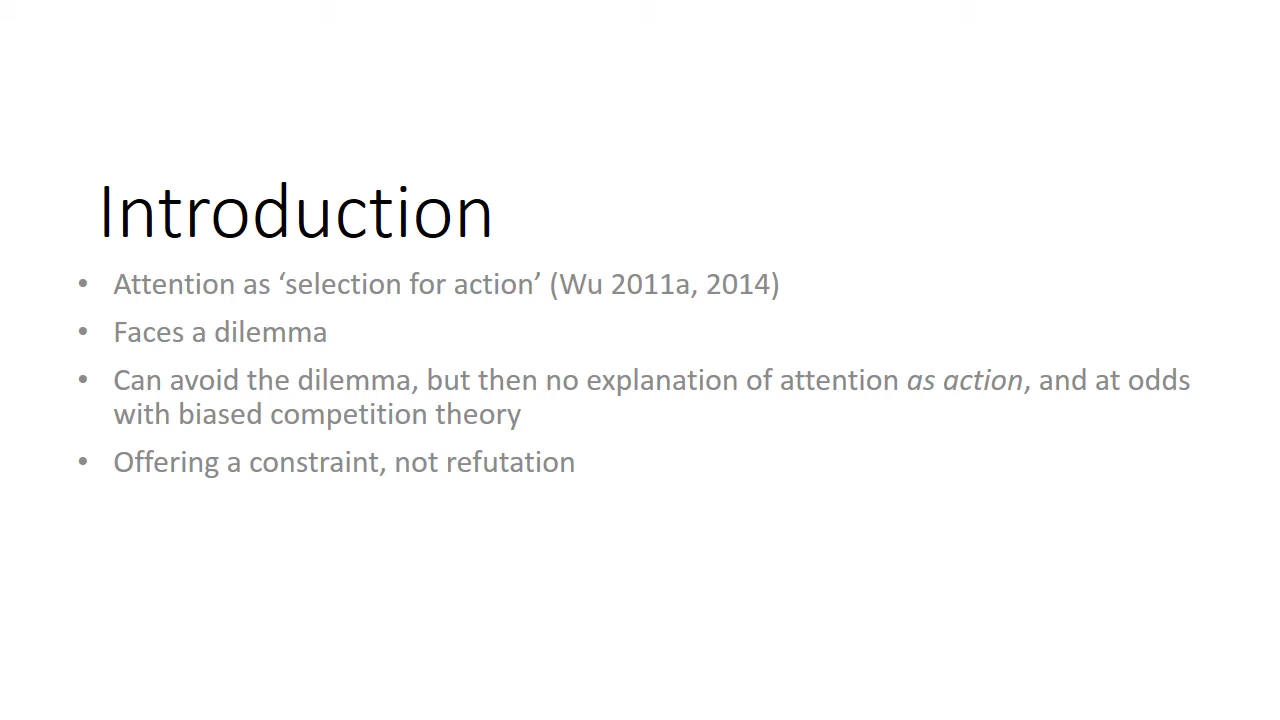 Introduction
• Attention as ‘selection for action’ (Wu 2011a, 2014)
• Faces a dilemma
• Can avoid the dilemma, but then no explanation of attention as action, and at odds
with biased competition theory
• Offering a constraint, not refutation